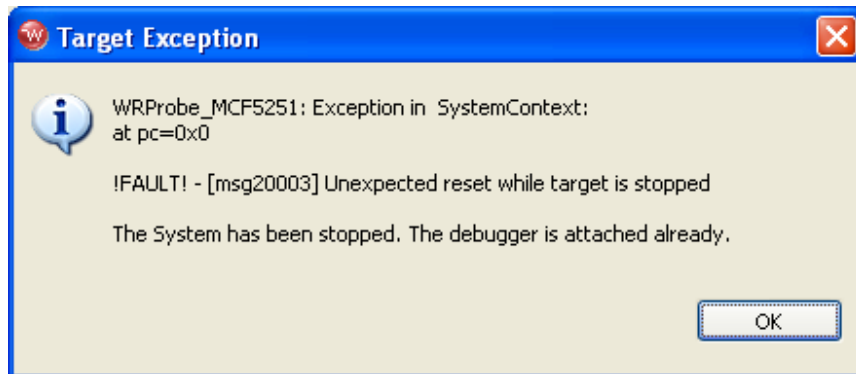 Target Exception
WRProbe_MCF5251: Exception in SystemContext:
at pc=0x0
!FAULT! - [msg20003] Unexpected reset while target is stopped
The System has been stopped. The debugger is attached already.
OK